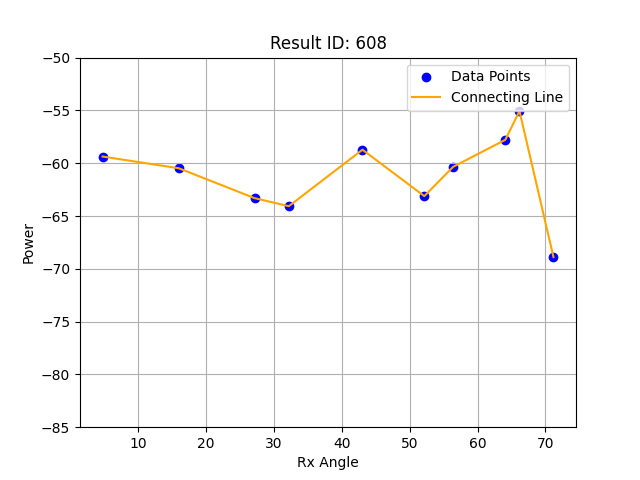 Result ID: 608
Data Points
Connecting Line
Power
−50
−55
−60
−65
−70
−75
−80
−85
10 20 30 40 50 60 70
Rx Angle